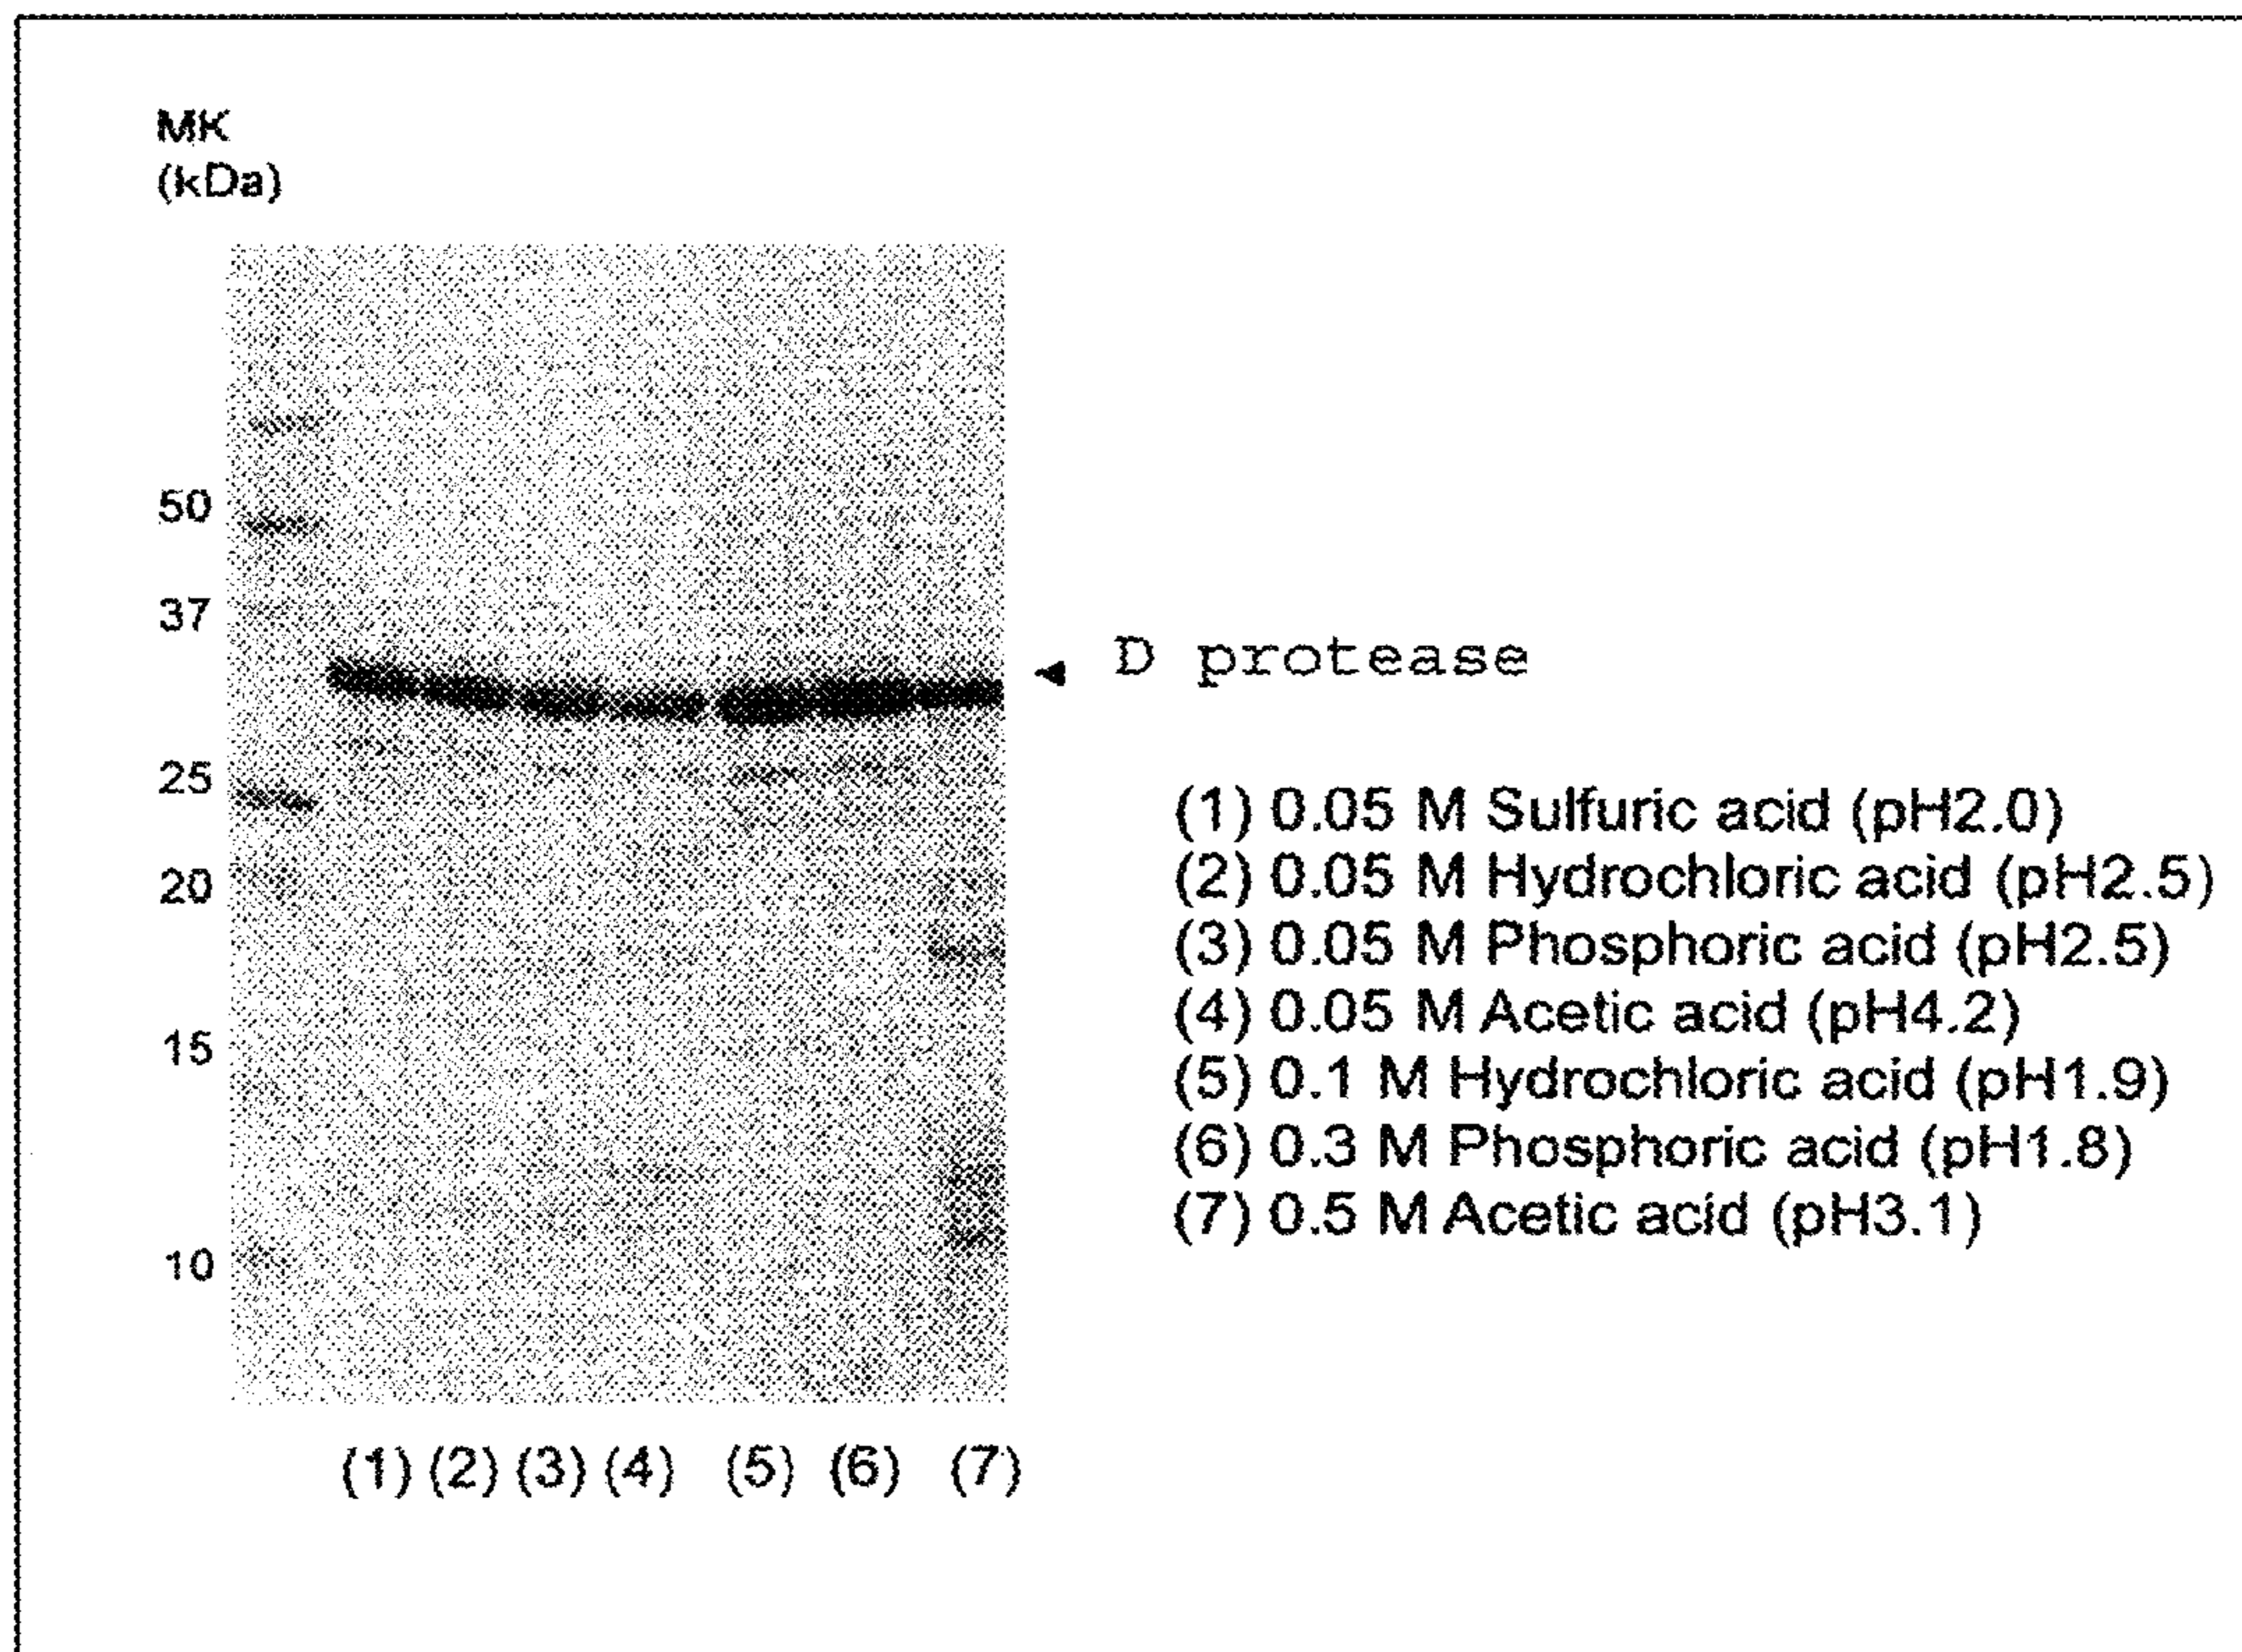 MK
(kDa)
50
37
25
20
15
10
D protease
(1) 0.05 M Sulfuric acid (pH2.0)
(2) 0.05 M Hydrochloric acid (pH2.5)
(3) 0.05 M Phosphoric acid (pH2.5)
(4) 0.05 M Acetic acid (pH4.2)
(5) 0.1 M Hydrochloric acid (pH1.9)
(6) 0.3 M Phosphoric acid (pH1.8)
(7) 0.5 M Acetic acid (pH3.1)
(1) (2) (3) (4) (5) (6) (7)